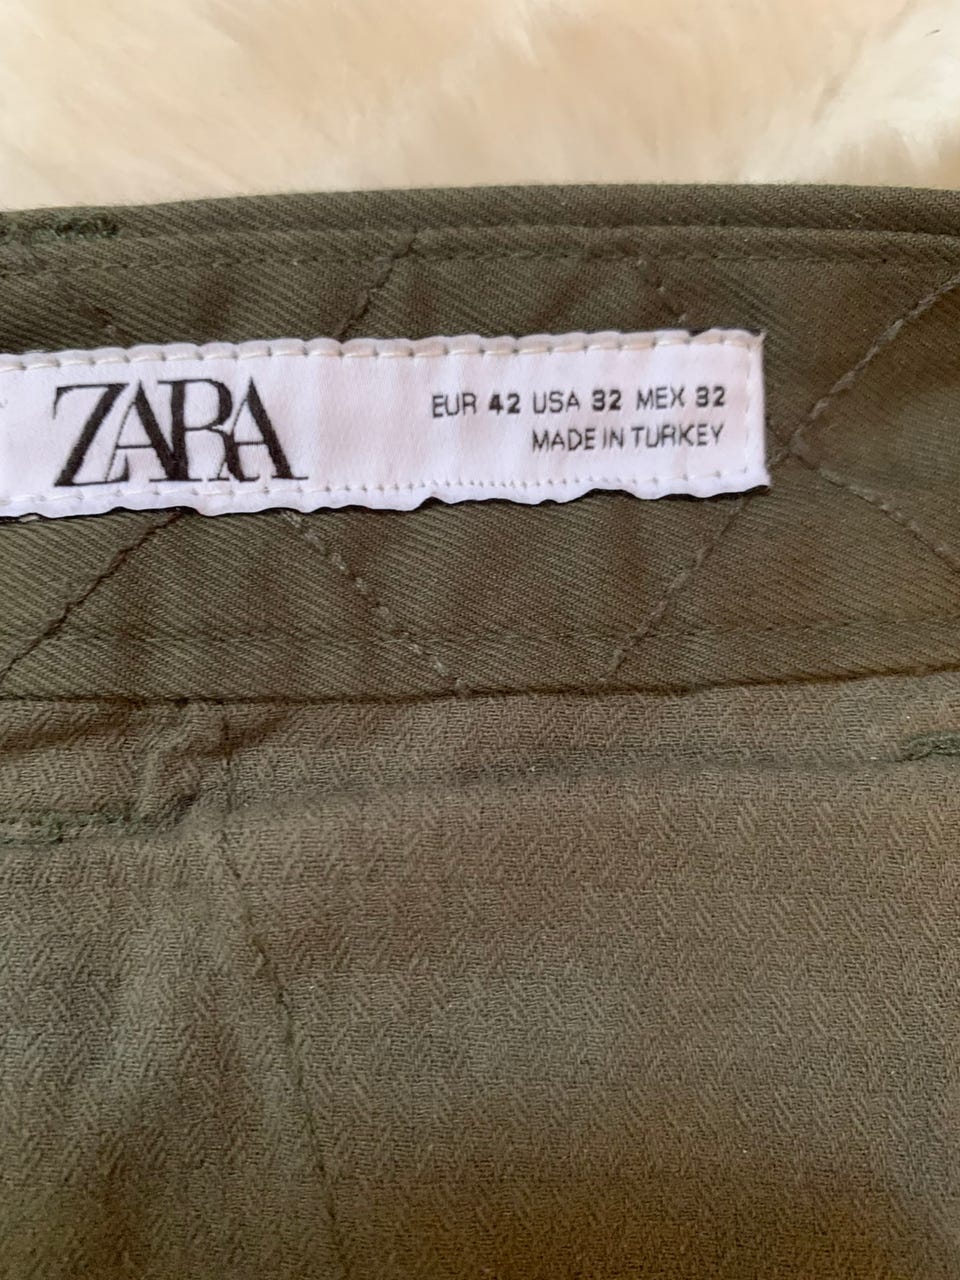 ZARA
EUR 42 USA 32 MEX 32
MADE IN TURKEY